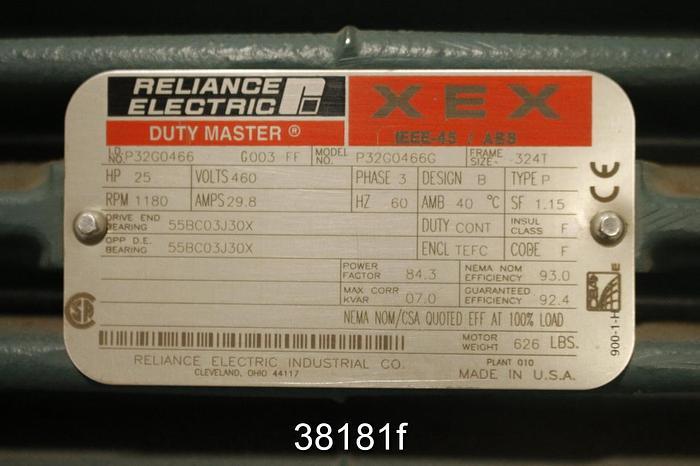 RELIANCE
ELECTRIC
DUTY MASTER ®
XEX
IEEE-45 / ABS
I.D. NO. P32G0466 G003 FF MODEL NO. P32G0466G FRAME SIZE 324T
HP 25 VOLTS 460 PHASE 3 DESIGN B TYPE P
RPM 1180 AMPS 29.8 HZ 60 AMB 40 °C SF 1.15
DRIVE END BEARING 55BC03J30X DUTY CONT INSUL CLASS F
OPP D.E. BEARING 55BC03J30X ENCL TEFC CODE F
POWER FACTOR 84.3 NEMA NOM EFFICIENCY 93.0
MAX CORR KVAR 07.0 GUARANTEED EFFICIENCY 92.4
NEMA NOM/CSA QUOTED EFF AT 100% LOAD
MOTOR WEIGHT 626 LBS.
RELIANCE ELECTRIC INDUSTRIAL CO. PLANT 010
CLEVELAND, OHIO 44117 MADE IN U.S.A.
CE
SA
38181f